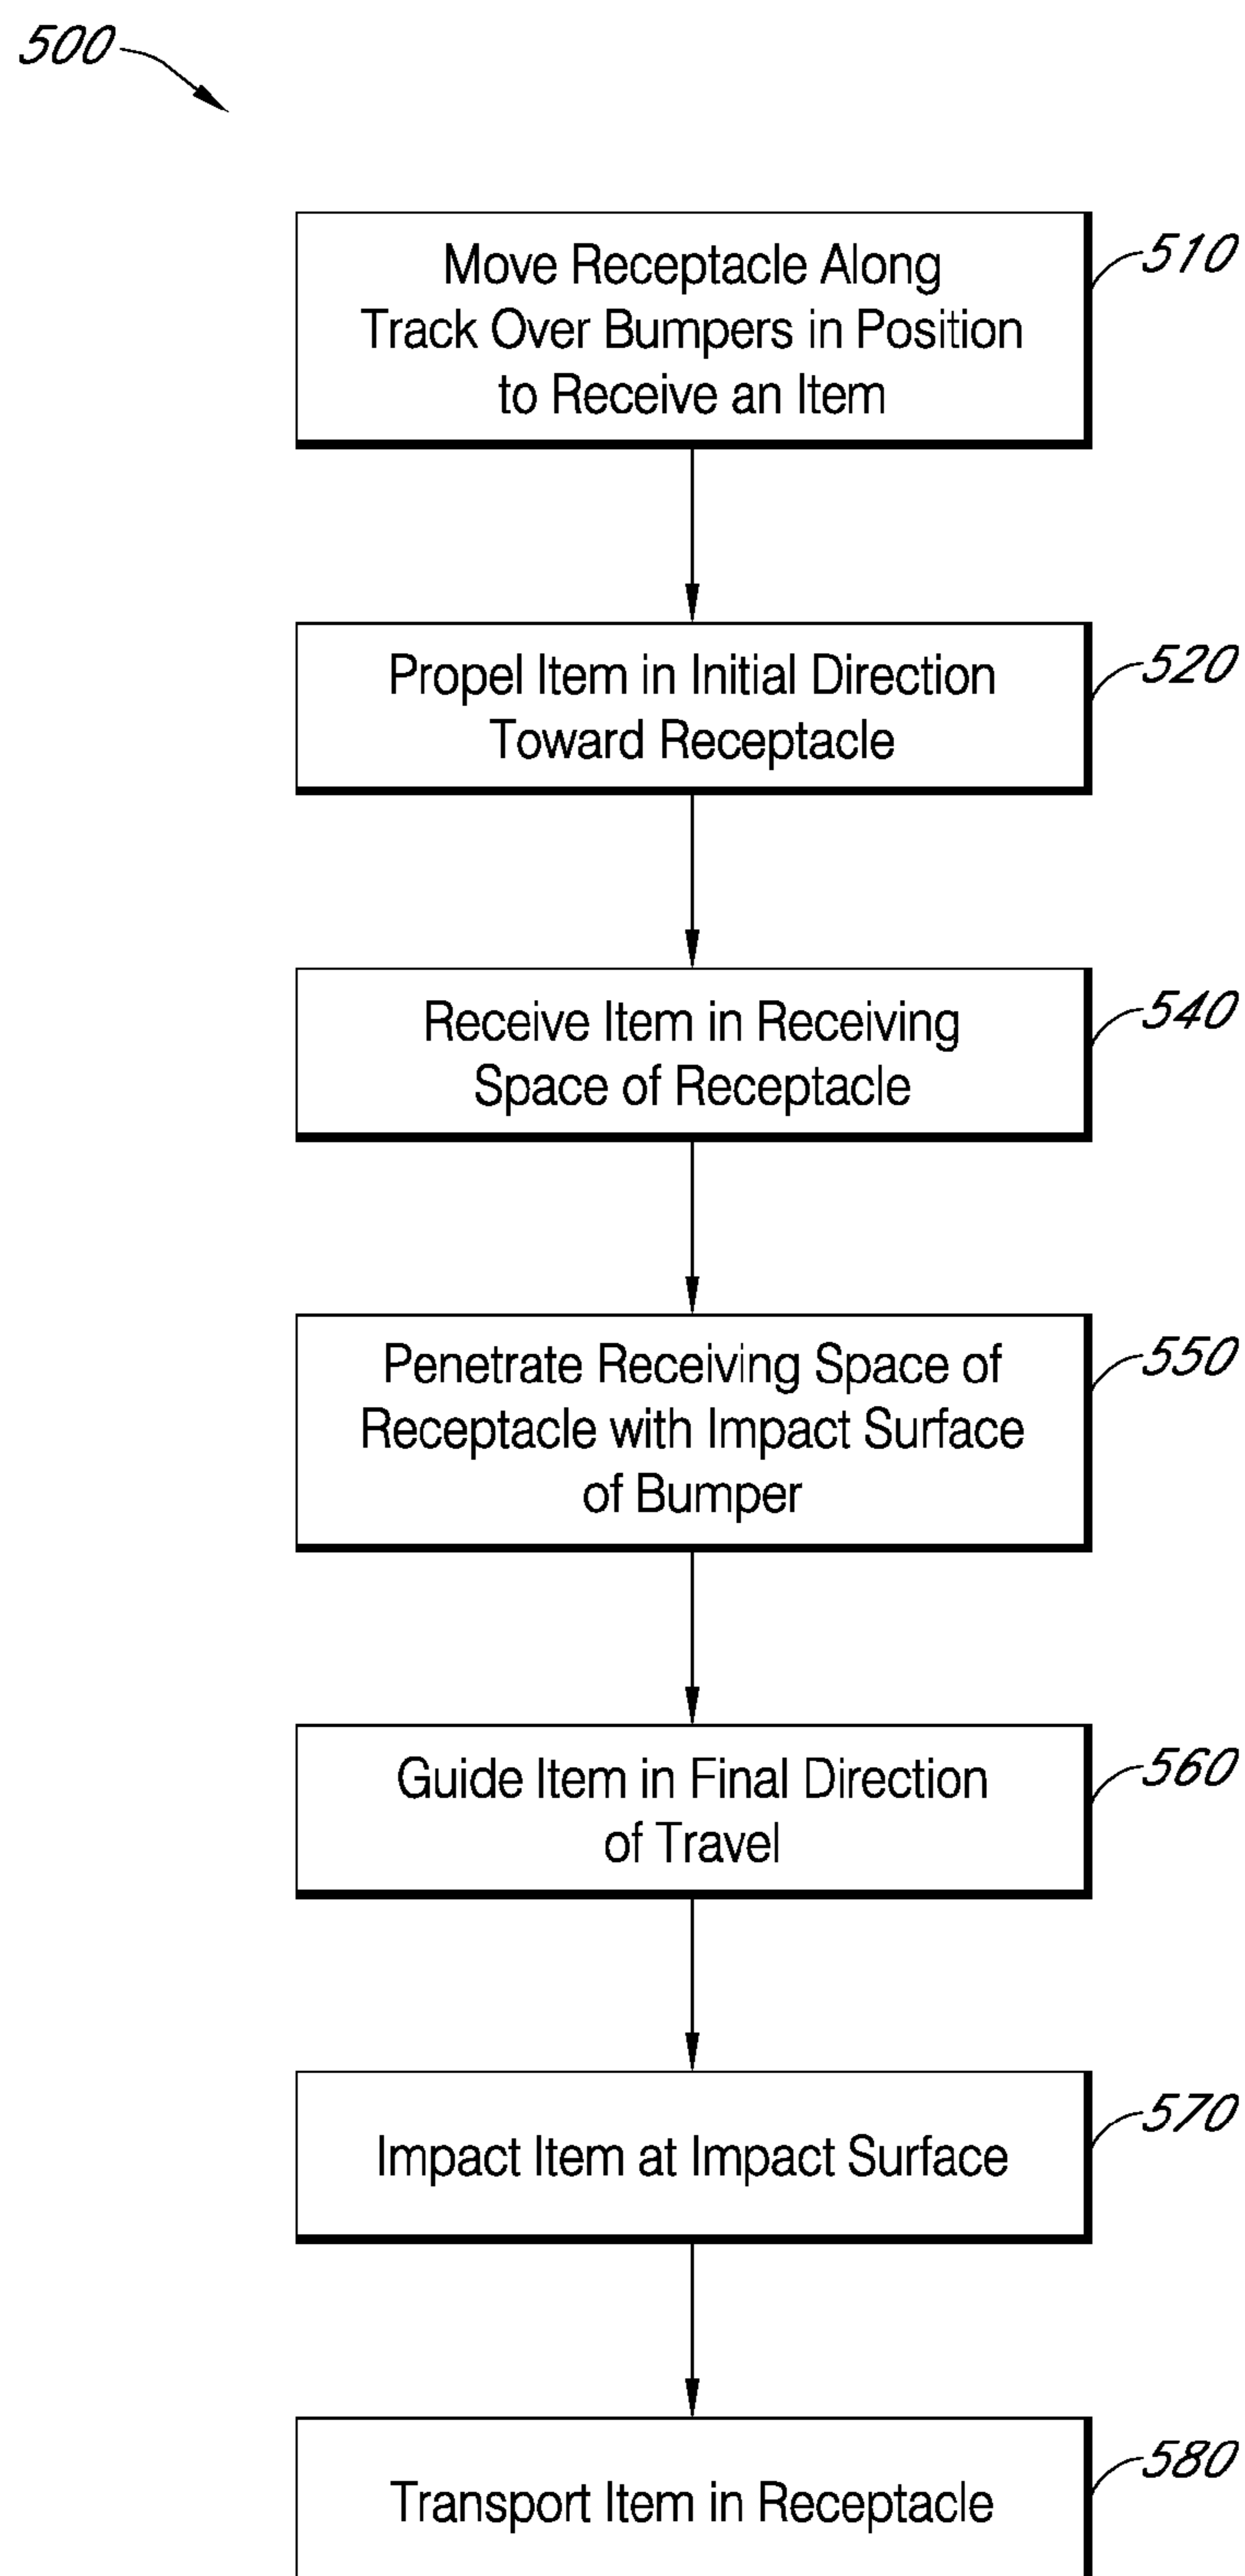 500
Move Receptacle Along
Track Over Bumpers in Position
to Receive an Item
510
Propel Item in Initial Direction
Toward Receptacle
520
Receive Item in Receiving
Space of Receptacle
540
Penetrate Receiving Space of
Receptacle with Impact Surface
of Bumper
550
Guide Item in Final Direction
of Travel
560
Impact Item at Impact Surface
570
Transport Item in Receptacle
580